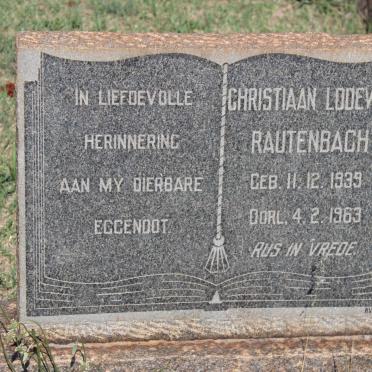 IN LIEFDEVOLLE
HERINNERING
AAN MY DIERBARE
EGGENOOT.
CHRISTIAAN
RAUTENBACH
GEB. 11. 12. 1939
OORL. 4. 2. 1963
RUS IN VREDE.